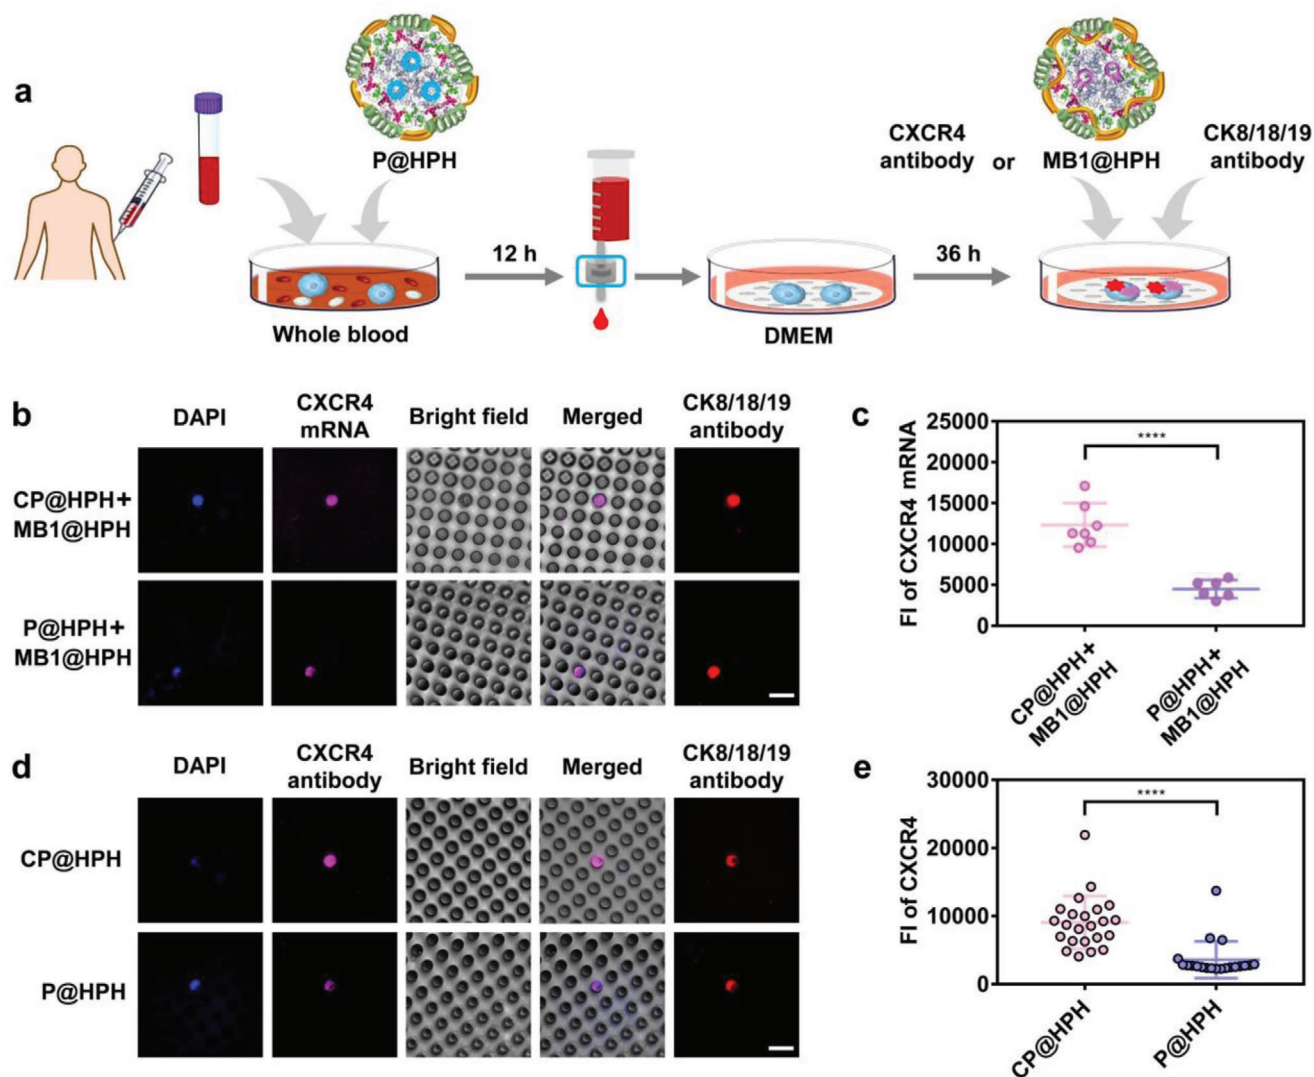 a
P@HPH
12 h
Whole blood
DMEM
36 h
CXCR4
antibody or
MB1@HPH
CK8/18/19
antibody
b
DAPI
CXCR4
mRNA
Bright field
Merged
CK8/18/19
antibody
CP@HPH+
MB1@HPH
P@HPH+
MB1@HPH
c
FI of CXCR4 mRNA
25000
20000
15000
10000
5000
0
****
CP@HPH+
MB1@HPH
P@HPH+
MB1@HPH
d
DAPI
CXCR4
antibody
Bright field
Merged
CK8/18/19
antibody
CP@HPH
P@HPH
e
FI of CXCR4
30000
20000
10000
0
****
CP@HPH
P@HPH